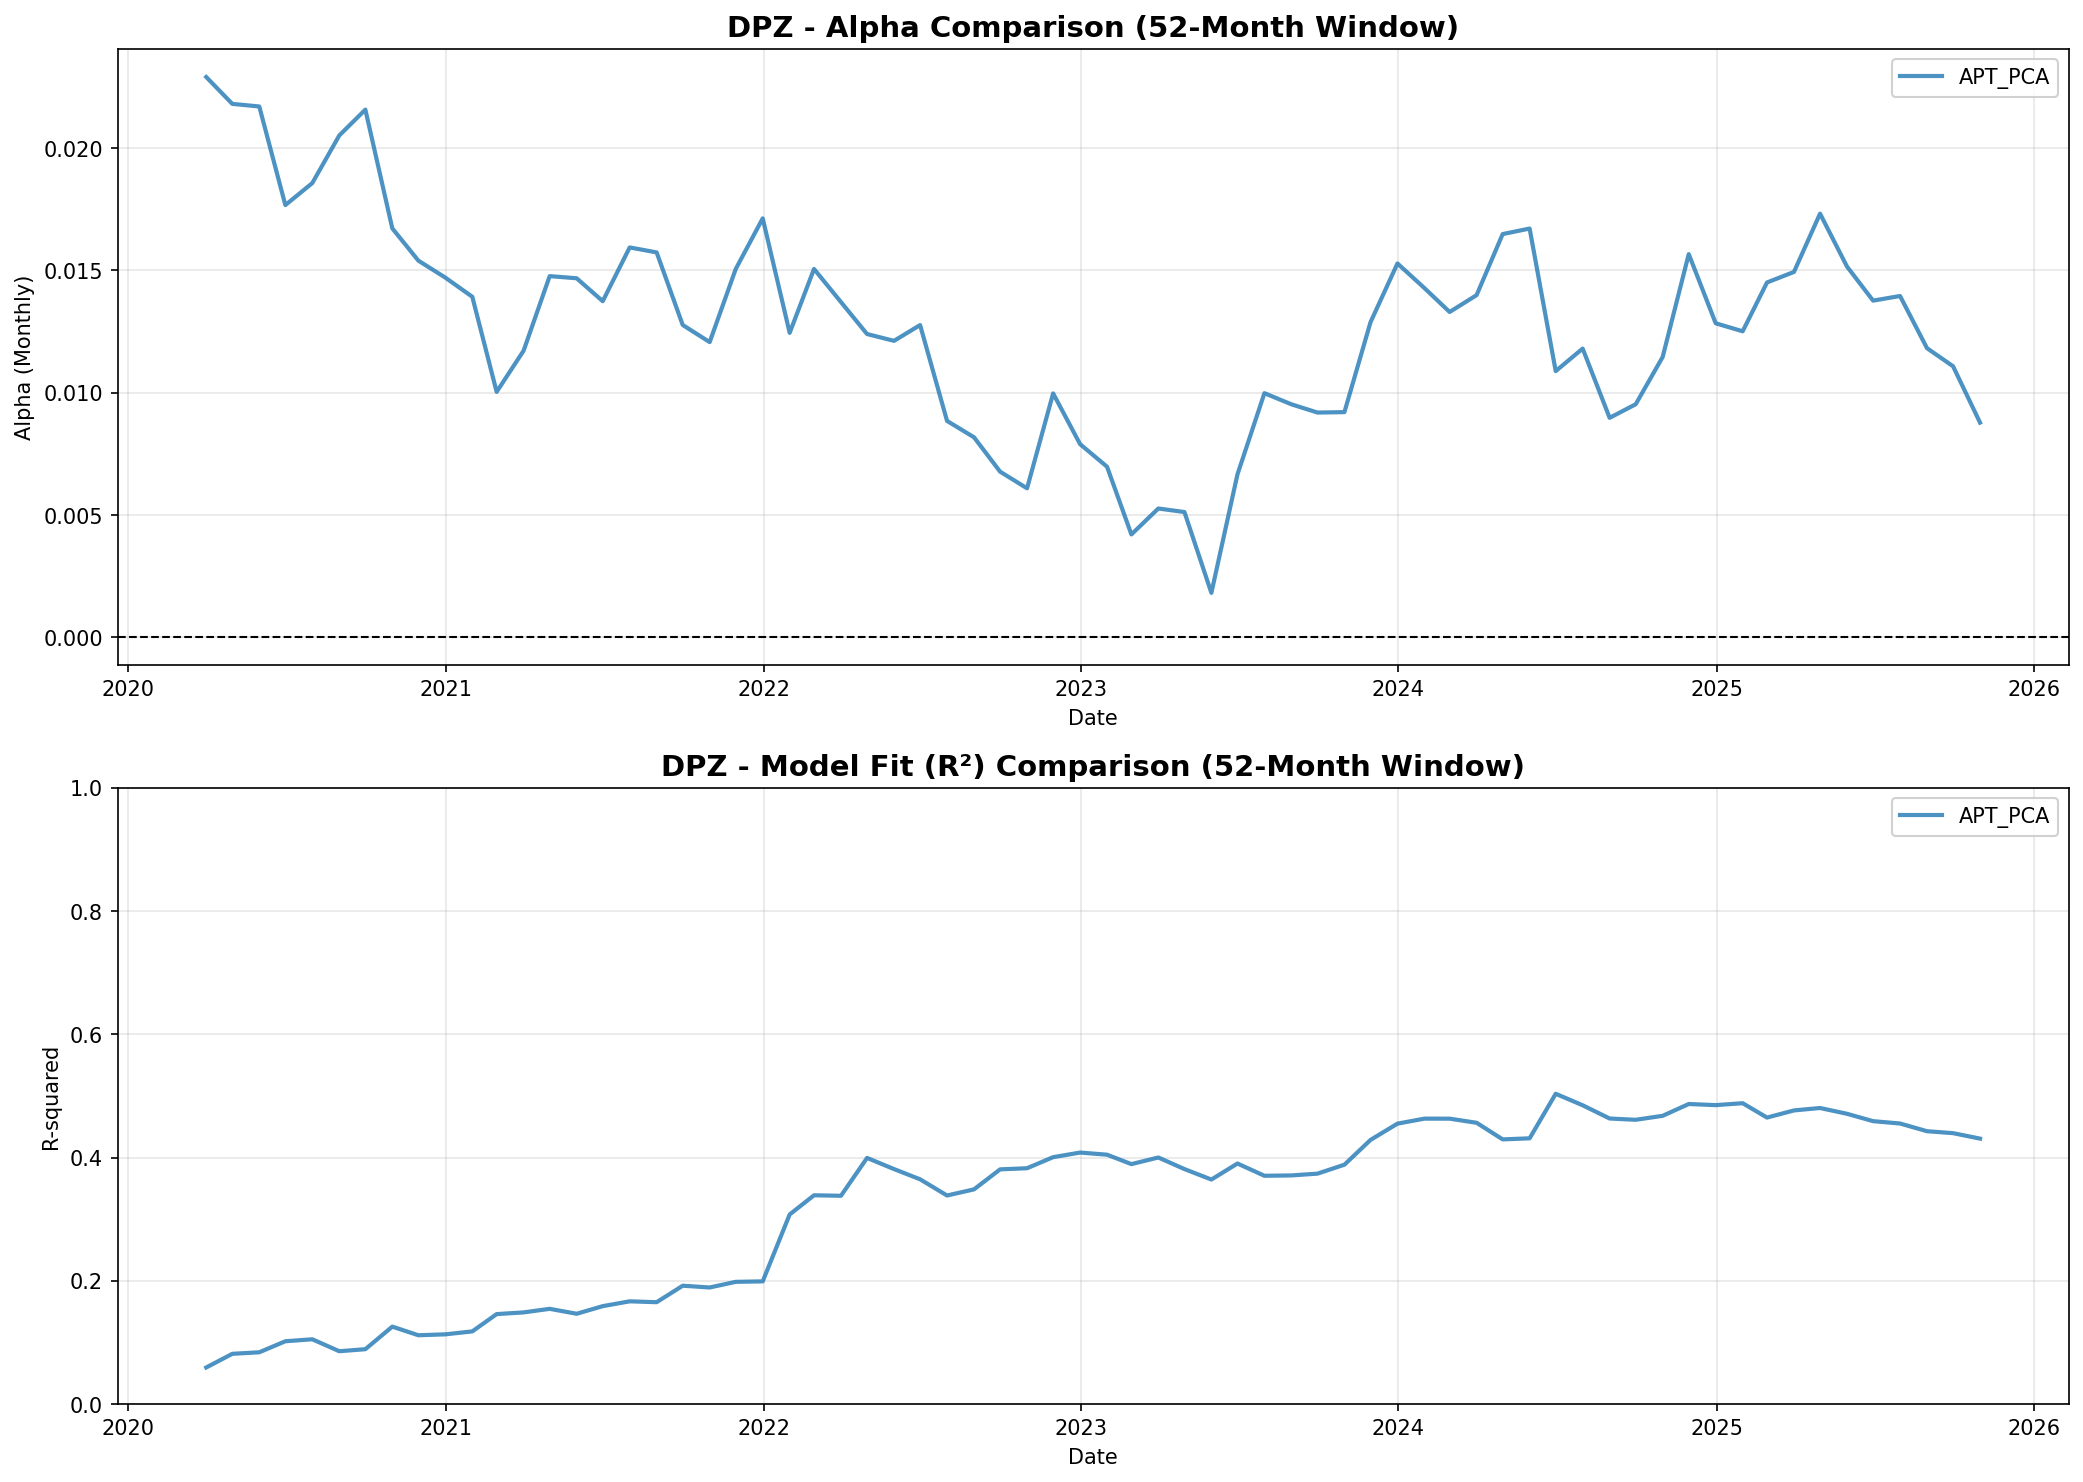 DPZ - Alpha Comparison (52-Month Window)
APT_PCA
Alpha (Monthly)
0.020
0.015
0.010
0.005
0.000
2020 2021 2022 2023 2024 2025 2026
Date
DPZ - Model Fit (R²) Comparison (52-Month Window)
APT_PCA
R-squared
1.0
0.8
0.6
0.4
0.2
0.0
2020 2021 2022 2023 2024 2025 2026
Date